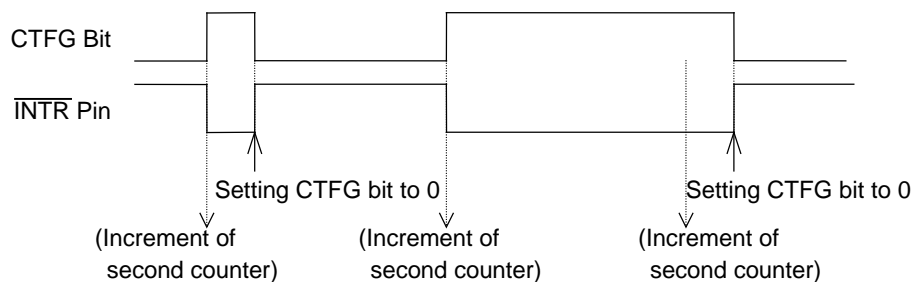 CTFG Bit
INTR Pin
Setting CTFG bit to 0
Setting CTFG bit to 0
(Increment of
second counter)
(Increment of
second counter)
(Increment of
second counter)